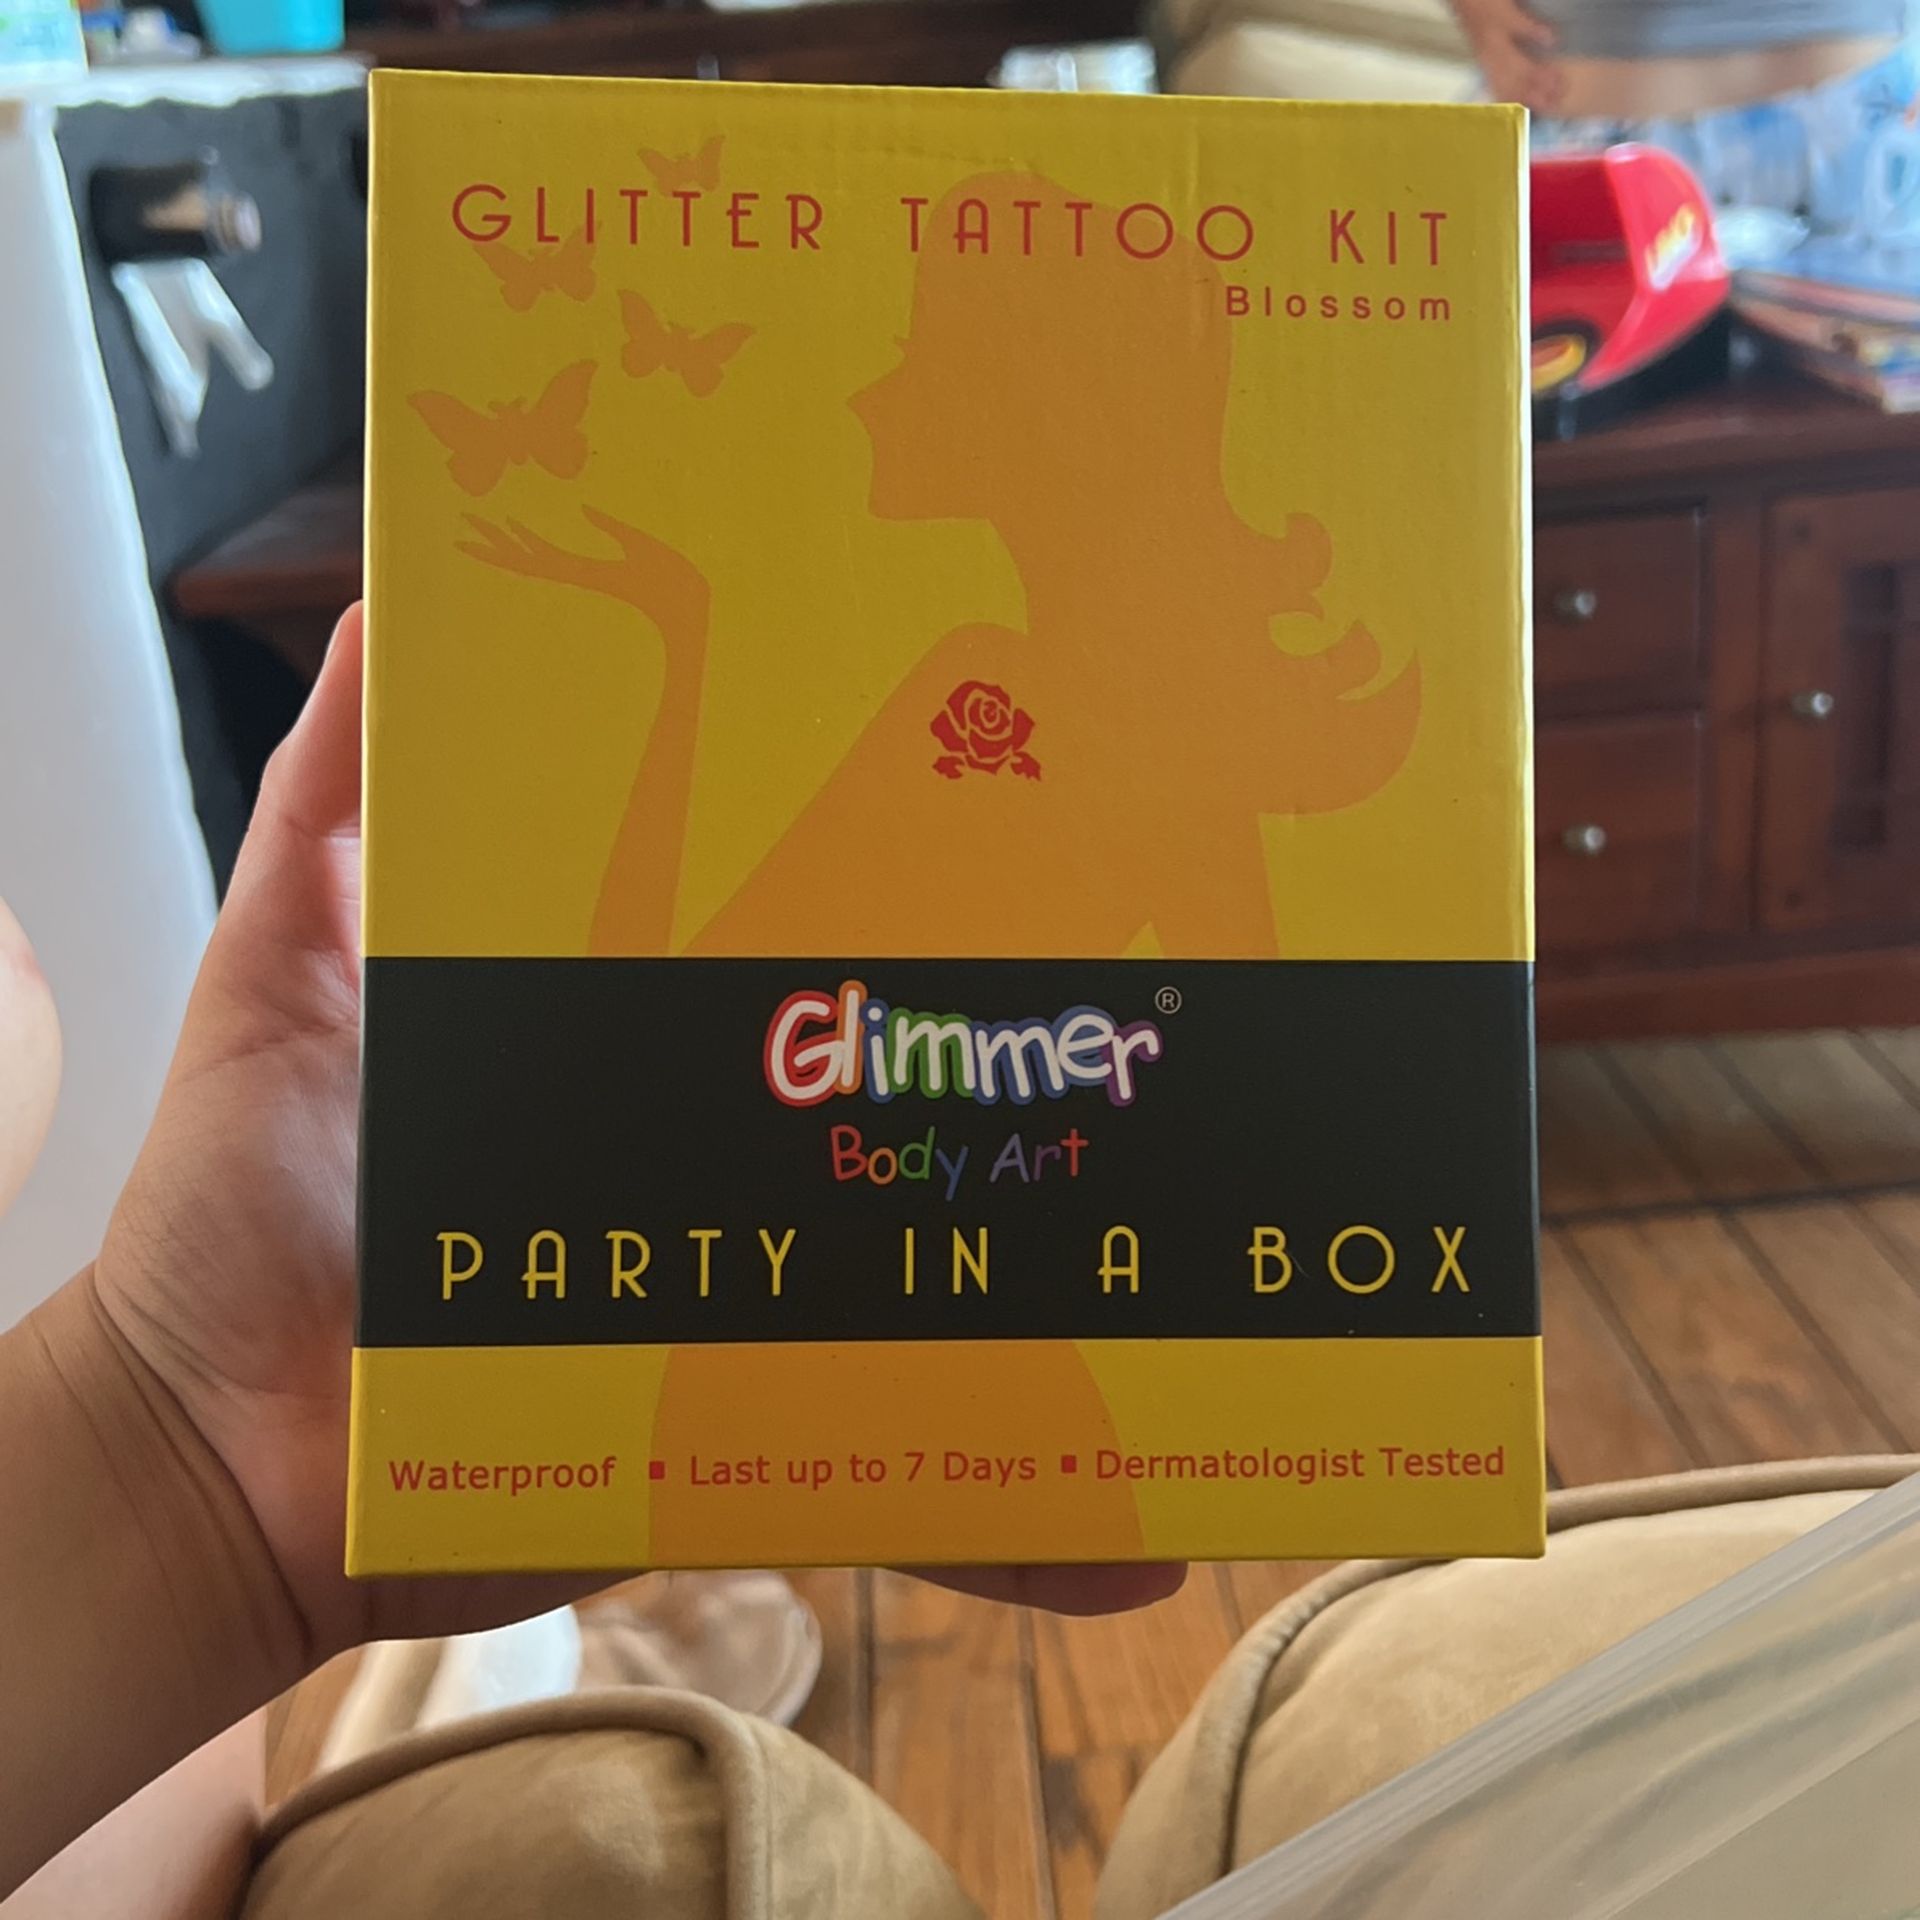 GLITTER TATTOO KIT
Blossom
Glimmer®
Body Art
PARTY IN A BOX
Waterproof ▪ Last up to 7 Days ▪ Dermatologist Tested